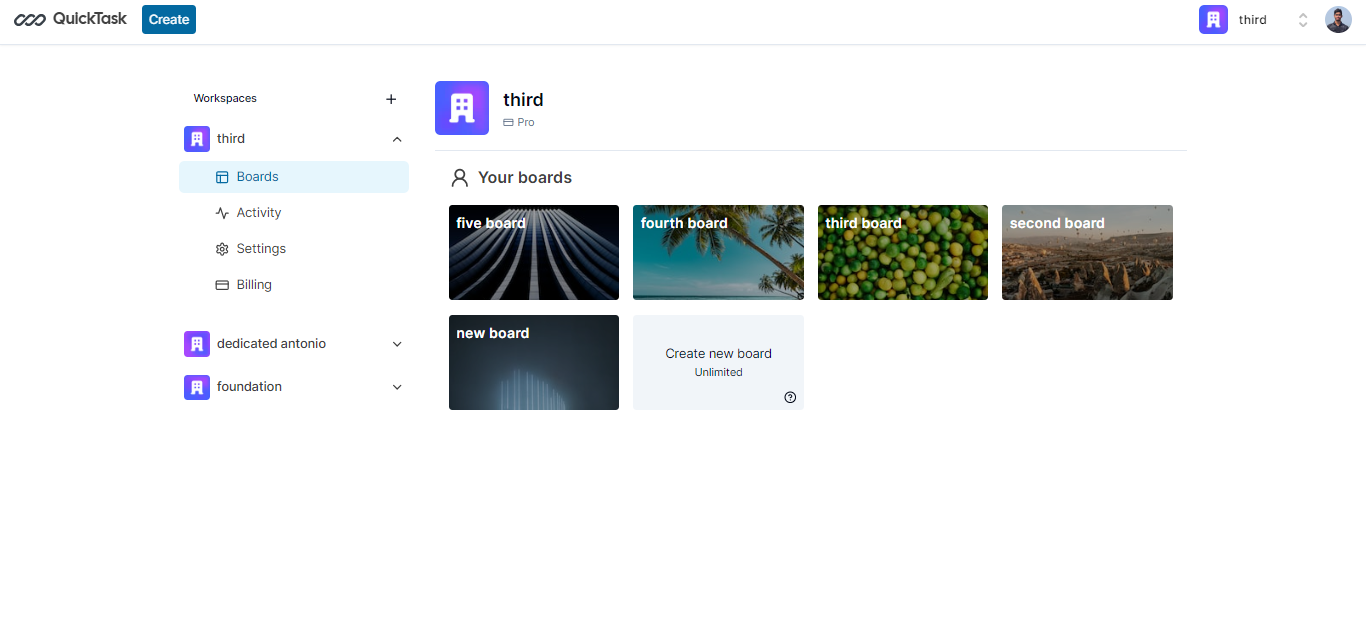 QuickTask
Create
third
Workspaces
third
Boards
Activity
Settings
Billing
dedicated antonio
foundation
third
Pro
Your boards
five board
fourth board
third board
second board
new board
Create new board
Unlimited